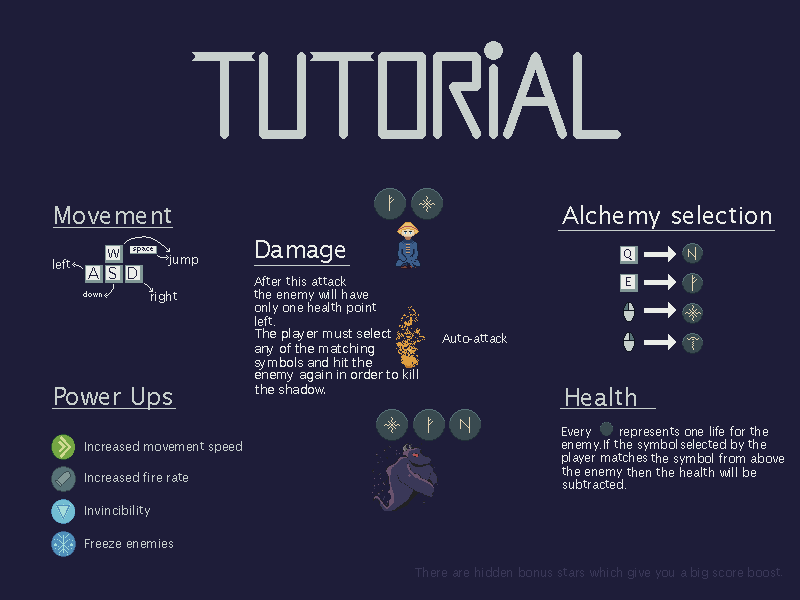 TUTORiAL
Movement
W
space
left
A S D
jump
down
right
Damage
After this attack
the enemy will have
only one health point
left.
The player must select
any of the matching
symbols and hit the
enemy again in order to kill
the shadow.
Auto-attack
Alchemy selection
Q
E
Power Ups
Increased movement speed
Increased fire rate
Invincibility
Freeze enemies
Health
Every represents one life for the
enemy.If the symbol selected by the
player matches the symbol from above
the enemy then the health will be
subtracted.
There are hidden bonus stars which give you a big score boost.